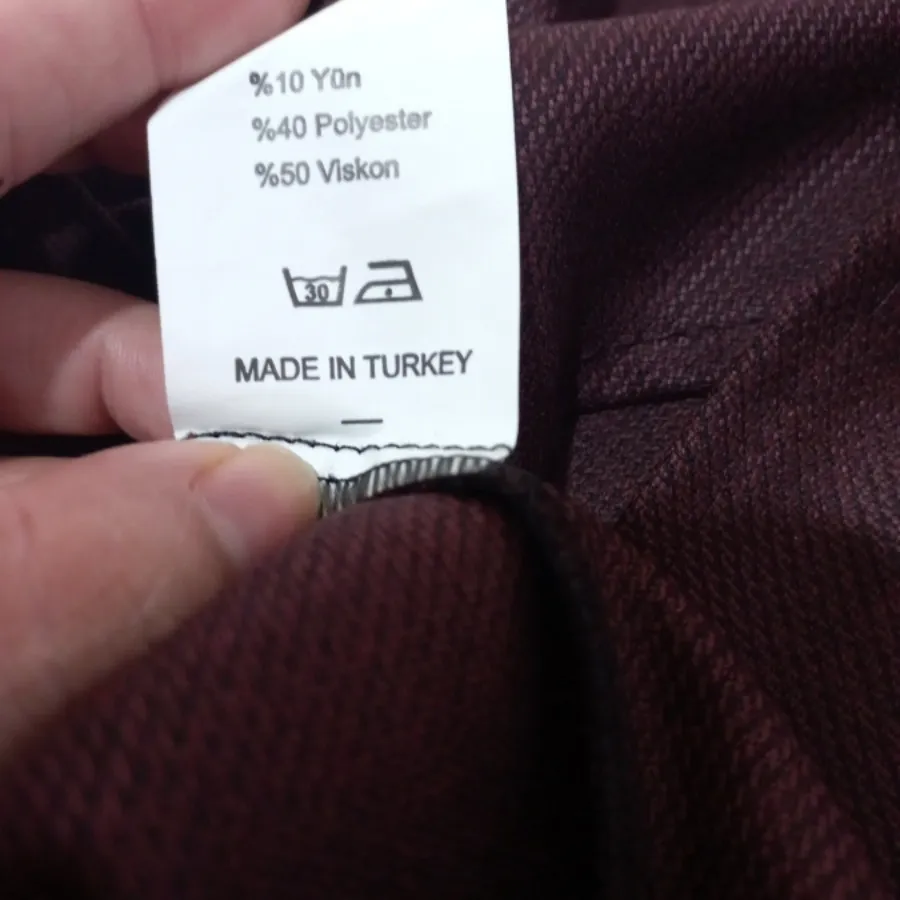 %10 Yün
%40 Polyester
%50 Viskon
30
MADE IN TURKEY